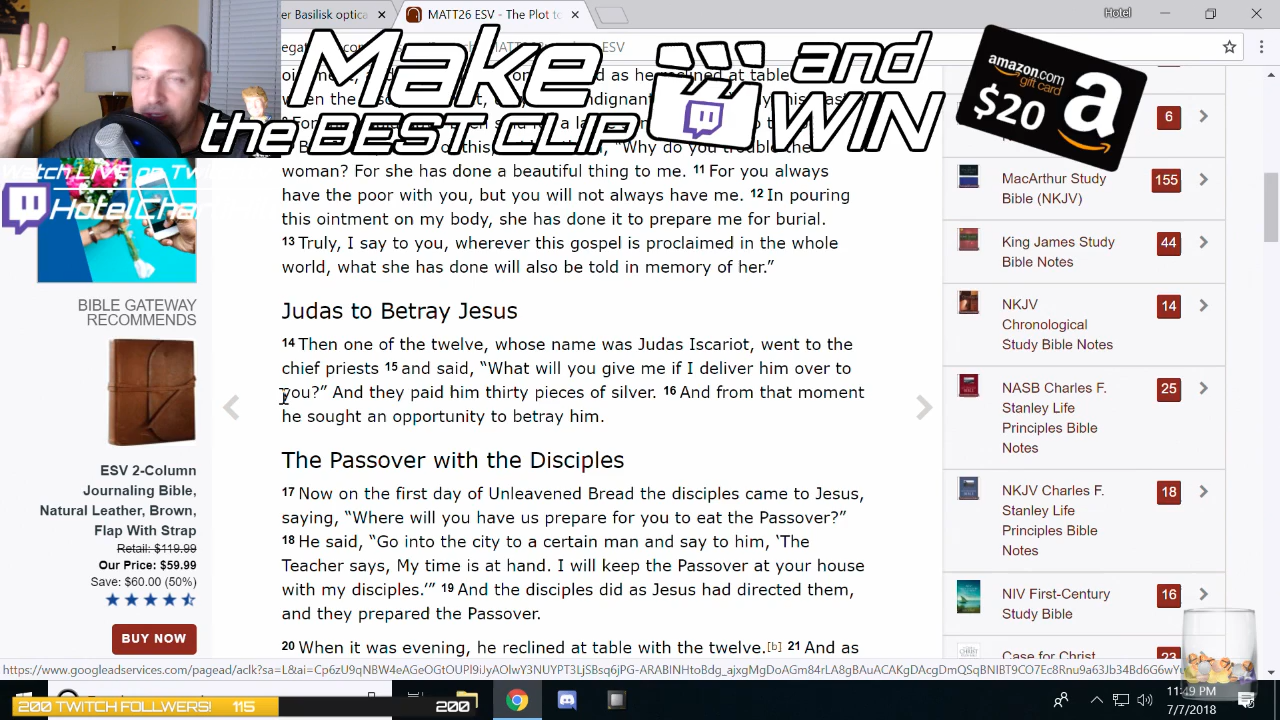 er Basilisk optica
MATT26 ESV - The Plot to
Hotel
ESV
Make
the BEST CLIP
and
WIN
amazon.com
gift card
$20
a
Watch LIVE on Tw
woman? For she has done a beautiful thing to me. 11 For you always
have the poor with you, but you will not always have me. 12 In pouring
this ointment on my body, she has done it to prepare me for burial.
13 Truly, I say to you, wherever this gospel is proclaimed in the whole
world, what she has done will also be told in memory of her.”
Judas to Betray Jesus
14 Then one of the twelve, whose name was Judas Iscariot, went to the
chief priests 15 and said, “What will you give me if I deliver him over to
you?” And they paid him thirty pieces of silver. 16 And from that moment
he sought an opportunity to betray him.
The Passover with the Disciples
17 Now on the first day of Unleavened Bread the disciples came to Jesus,
saying, “Where will you have us prepare for you to eat the Passover?”
18 He said, “Go into the city to a certain man and say to him, ‘The
Teacher says, My time is at hand. I will keep the Passover at your house
with my disciples.’” 19 And the disciples did as Jesus had directed them,
and they prepared the Passover.
20 When it was evening, he reclined at table with the twelve.[b] 21 And as
BIBLE GATEWAY
RECOMMENDS
ESV 2-Column
Journaling Bible,
Natural Leather, Brown,
Flap With Strap
Retail: $119.99
Our Price: $59.99
Save: $60.00 (50%)
BUY NOW
6
MacArthur Study
Bible (NKJV)
155
King James Study
Bible Notes
44
NKJV
Chronological
Study Bible Notes
14
NASB Charles F.
Stanley Life
Principles Bible
Notes
25
NKJV Charles F.
Stanley Life
Principles Bible
Notes
18
NIV First-Century
Study Bible
16
Case for Christ
200 TWITCH FOLLWERS!
115
200
11:49 PM
7/7/2018